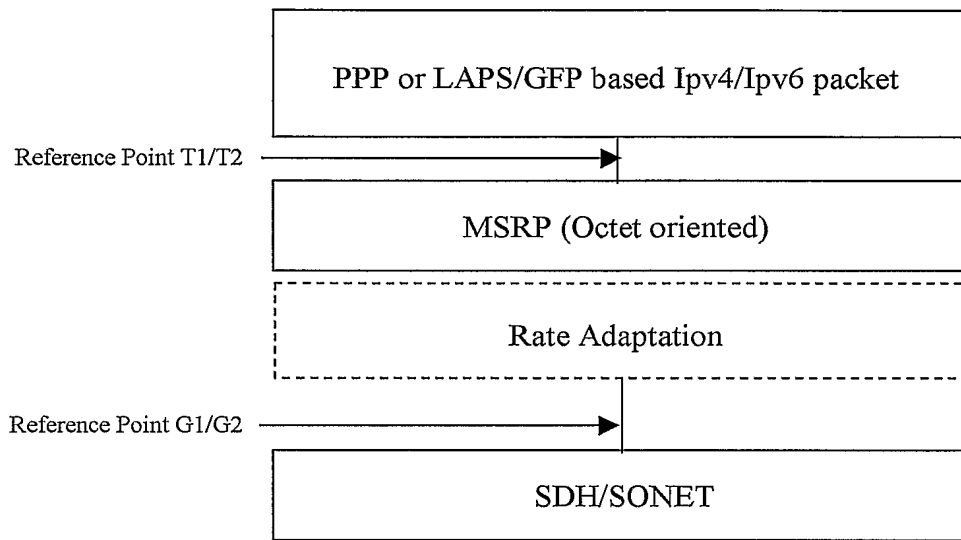 PPP or LAPS/GFP based Ipv4/Ipv6 packet
Reference Point T1/T2
MSRP (Octet oriented)
Rate Adaptation
Reference Point G1/G2
SDH/SONET